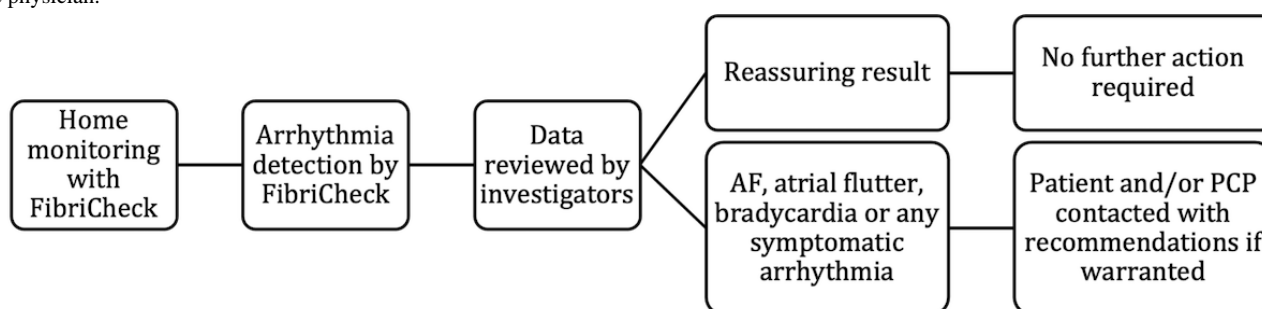 physician.
Home
monitoring
with
FibriCheck
Arrhythmia
detection by
FibriCheck
Data
reviewed by
investigators
Reassuring result
No further action
required
AF, atrial flutter,
bradycardia or any
symptomatic
arrhythmia
Patient and/or PCP
contacted with
recommendations if
warranted